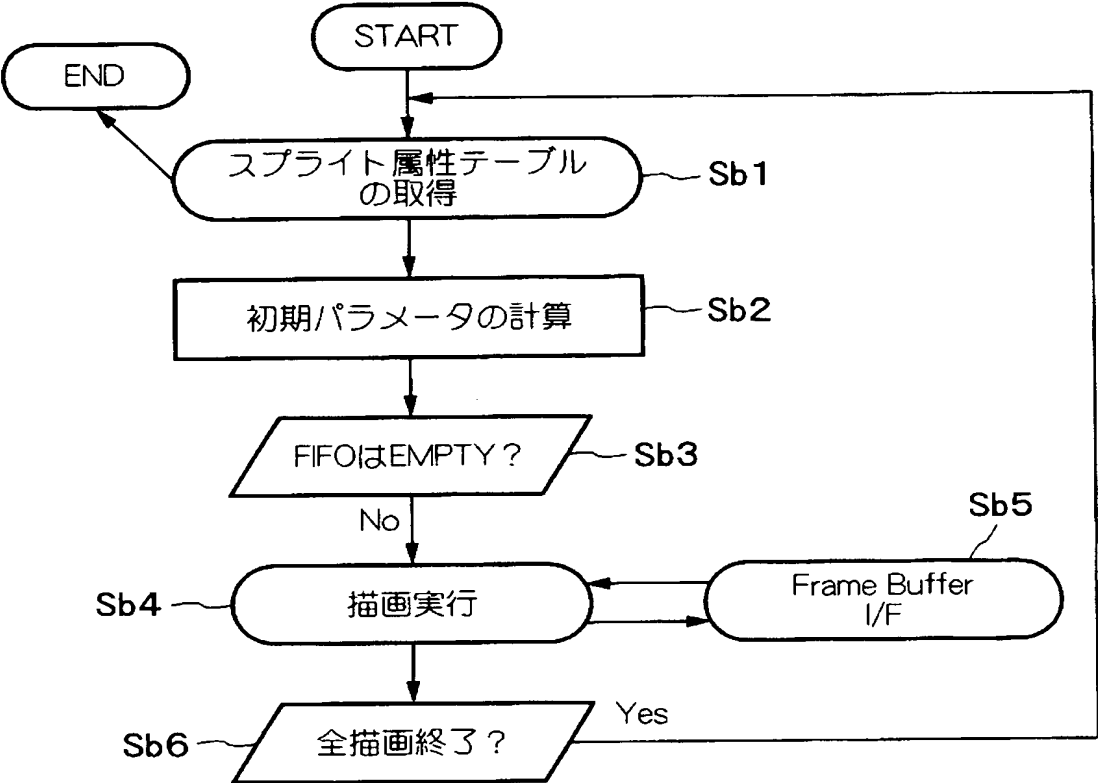 START
END
スプライト属性テーブル
の取得
Sb1
初期パラメータの計算
Sb2
FIFOはEMPTY？
Sb3
No
Sb5
Sb4
描画実行
Frame Buffer
I/F
Yes
Sb6
全描画終了？